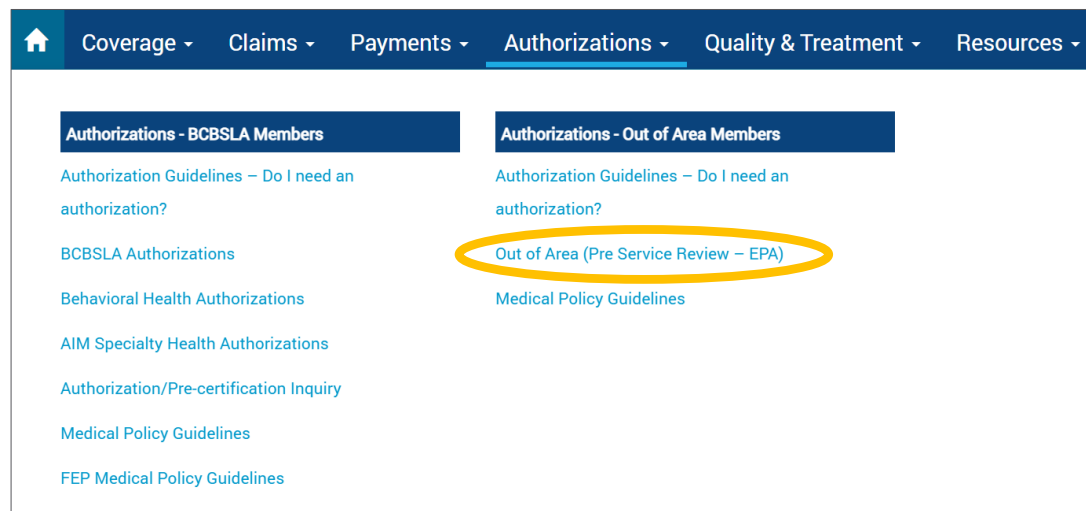 Coverage Claims Payments Authorizations Quality & Treatment Resources
Authorizations - BCBSLA Members
Authorization Guidelines – Do I need an
authorization?
BCBSLA Authorizations
Behavioral Health Authorizations
AIM Specialty Health Authorizations
Authorization/Pre-certification Inquiry
Medical Policy Guidelines
FEP Medical Policy Guidelines
Authorizations - Out of Area Members
Authorization Guidelines – Do I need an
authorization?
Out of Area (Pre Service Review – EPA)
Medical Policy Guidelines